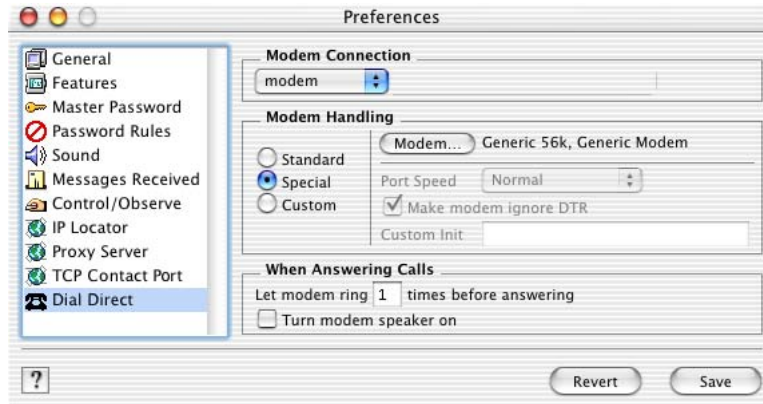 Preferences
General
Features
Master Password
Password Rules
Sound
Messages Received
Control/Observe
IP Locator
Proxy Server
TCP Contact Port
Dial Direct
Modem Connection
modem
Modem Handling
Standard
Special
Custom
Modem... Generic 56k, Generic Modem
Port Speed Normal
Make modem ignore DTR
Custom Init
When Answering Calls
Let modem ring 1 times before answering
Turn modem speaker on
? Revert Save